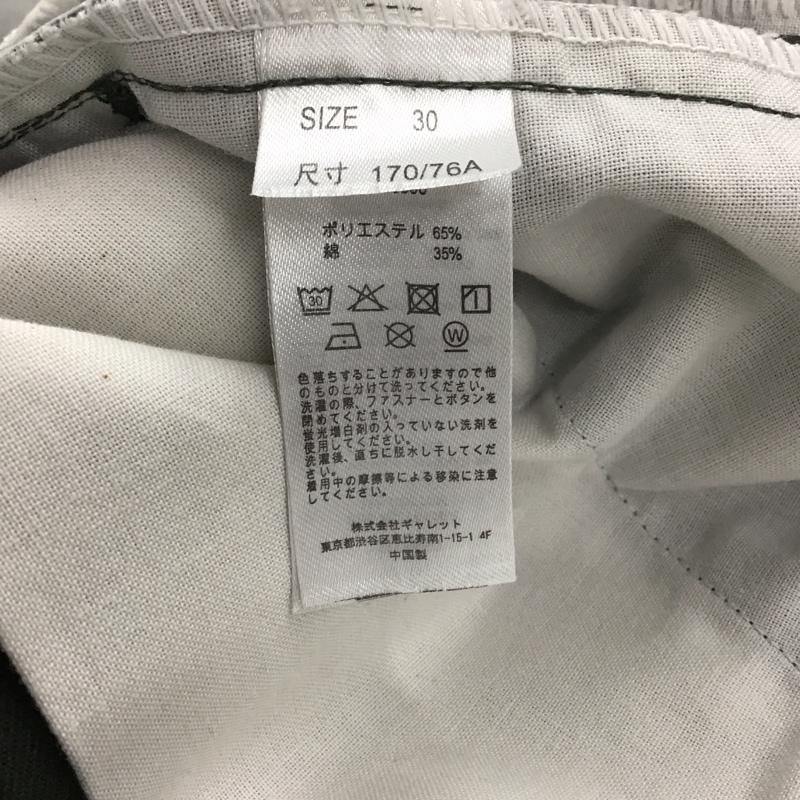 SIZE 30
尺寸 170/76A
ポリエステル 65%
綿 35%
30
W
色落ちすることがありますので他
のものと分けて洗ってください。
洗濯の際、ファスナーとボタンを
閉めてください。
蛍光増白剤の入っていない洗剤を
使用してください。
洗濯後、直ちに脱水し干してくだ
さい。
着用中の摩擦等による移染に注意
してください。
株式会社ギャレット
東京都渋谷区恵比寿南1-15-1 4F
中国製